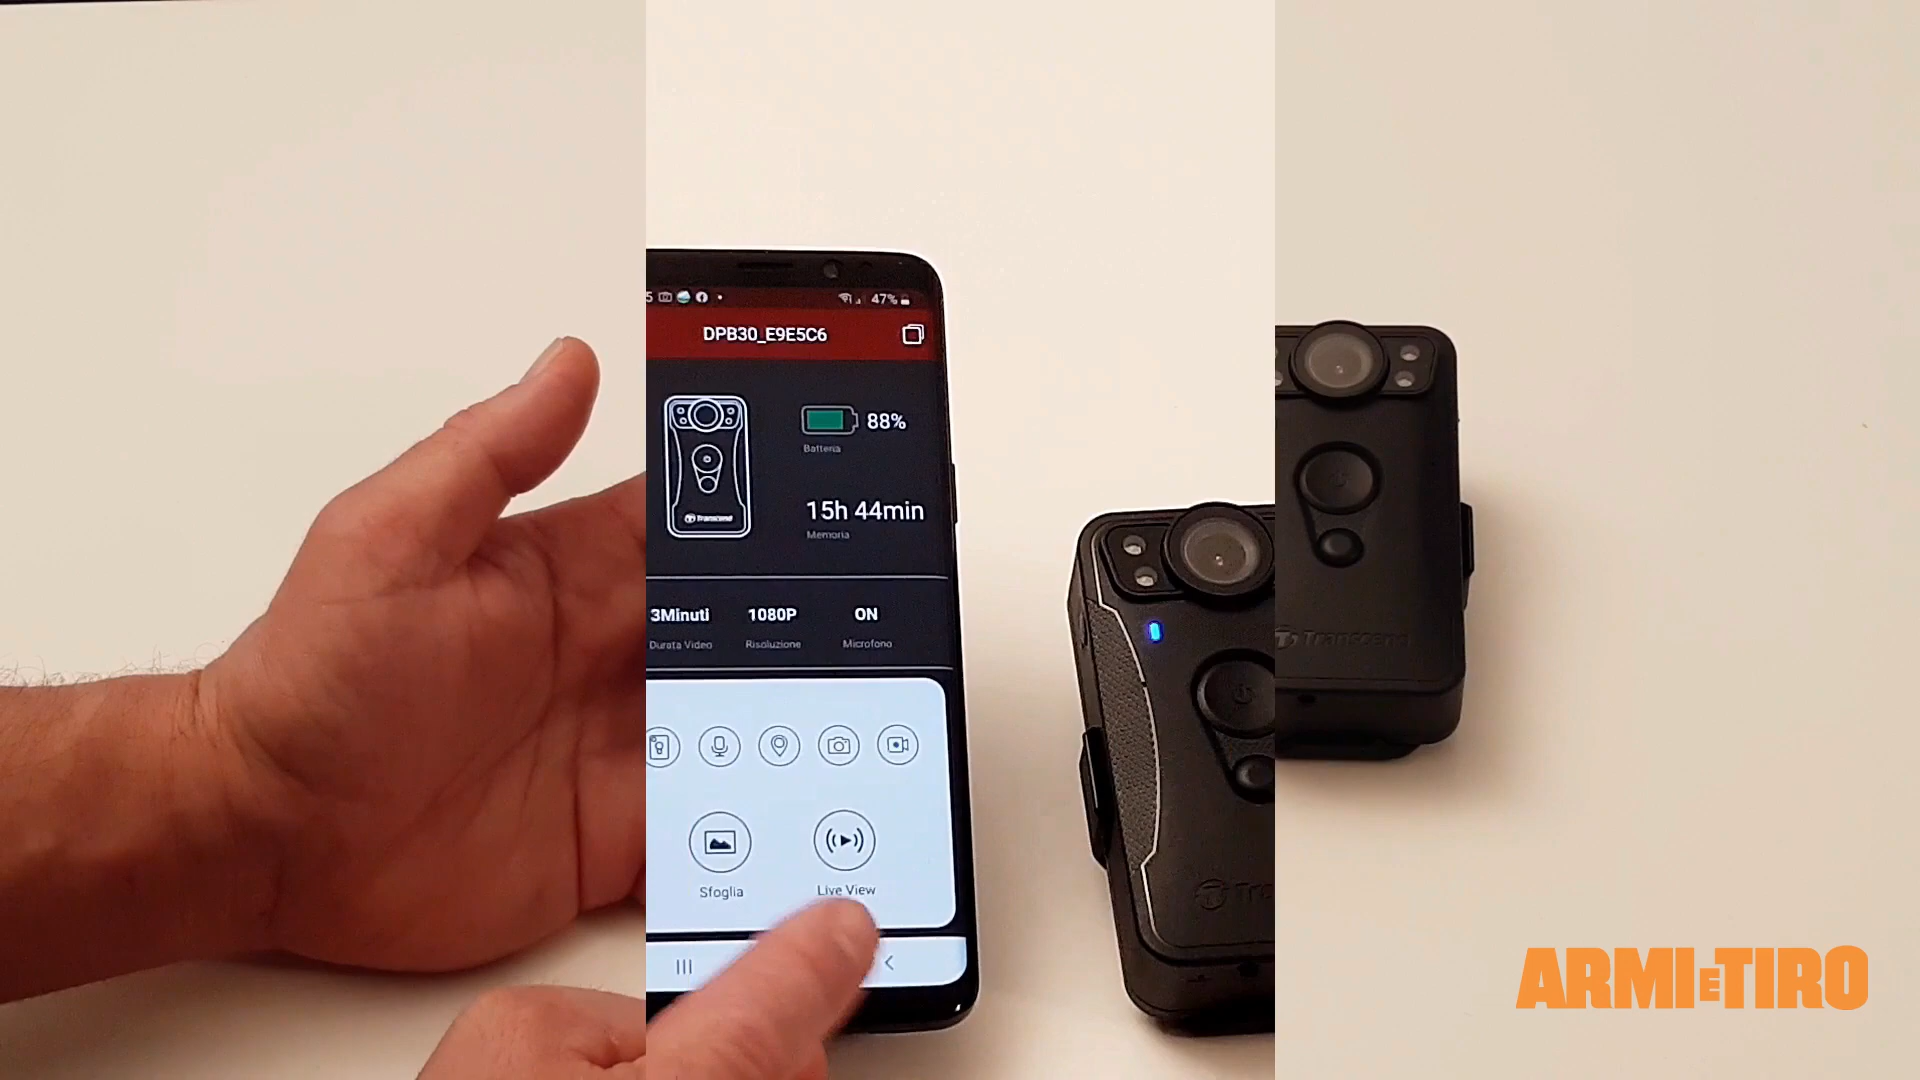 47%
DPB30_E9E5C6
88%
Batteria
15h 44min
Memoria
Transcend
3Minuti 1080P ON
Durata Video Risoluzione Microfono
Sfoglia Live View
Transcend
ARMI E TIRO